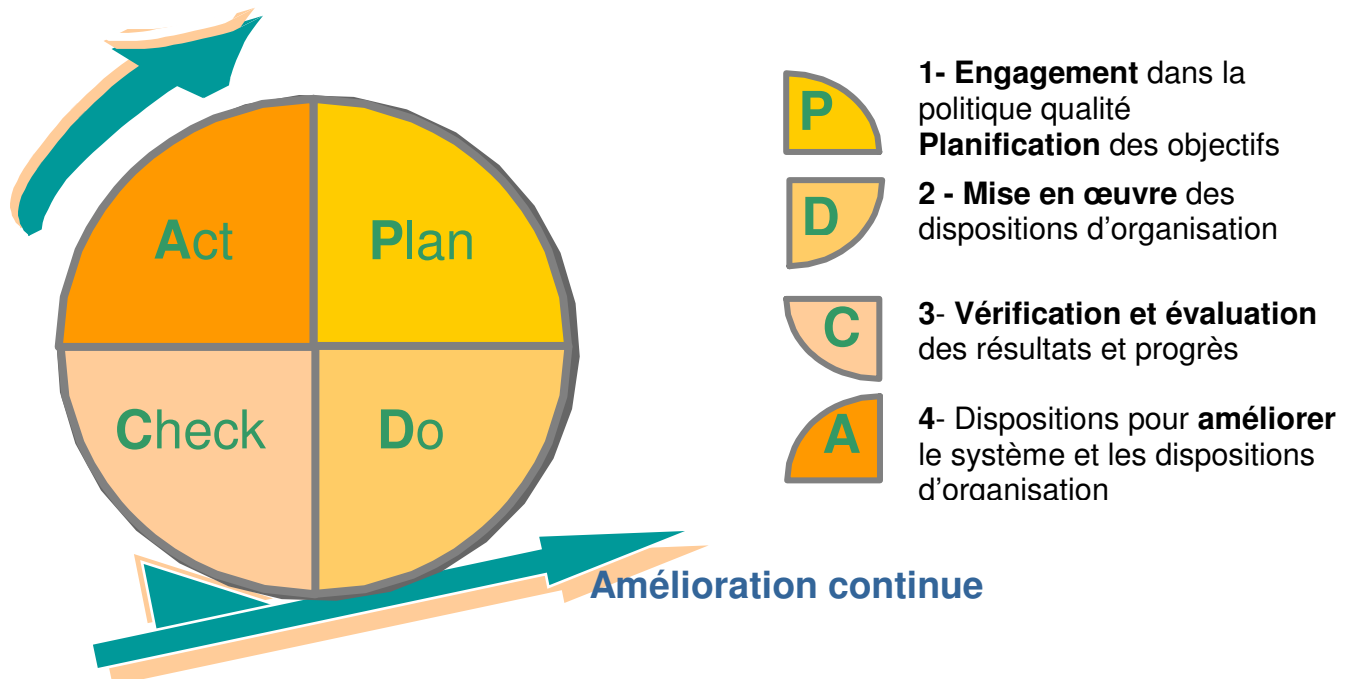 Act
Plan
Check
Do
Amélioration continue
P
1- Engagement dans la
politique qualité
Planification des objectifs
D
2 - Mise en œuvre des
dispositions d'organisation
C
3- Vérification et évaluation
des résultats et progrès
A
4- Dispositions pour améliorer
le système et les dispositions
d'organisation